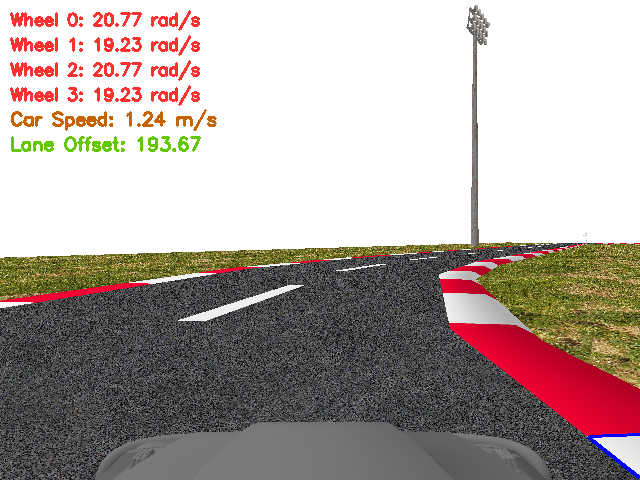 Wheel 0: 20.77 rad/s
Wheel 1: 19.23 rad/s
Wheel 2: 20.77 rad/s
Wheel 3: 19.23 rad/s
Car Speed: 1.24 m/s
Lane Offset: 193.67